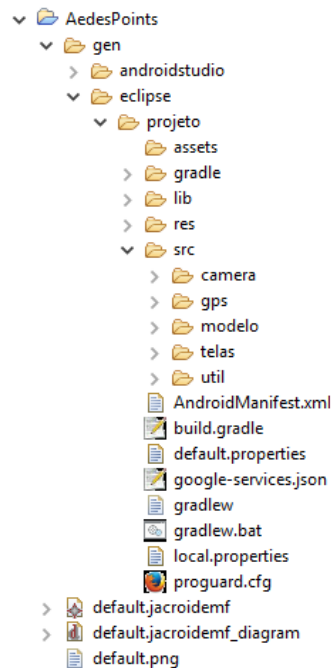 AedesPoints
gen
androidstudio
eclipse
projeto
assets
gradle
lib
res
src
camera
gps
modelo
telas
util
AndroidManifest.xml
build.gradle
default.properties
google-services.json
gradlew
gradlew.bat
local.properties
proguard.cfg
default.jacroidemf
default.jacroidemf_diagram
default.png